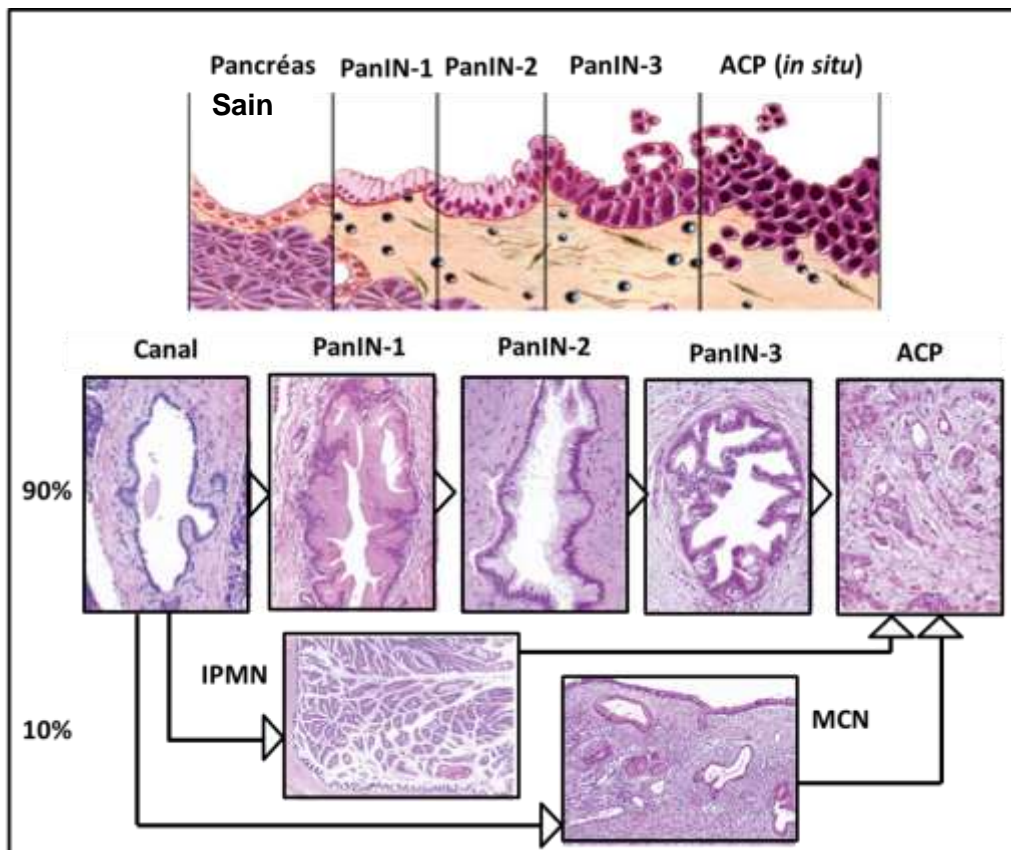 Pancréas PanIN-1 PanIN-2 PanIN-3 ACP (in situ)
Sain
Canal PanIN-1 PanIN-2 PanIN-3 ACP
90%
IPMN
MCN
10%